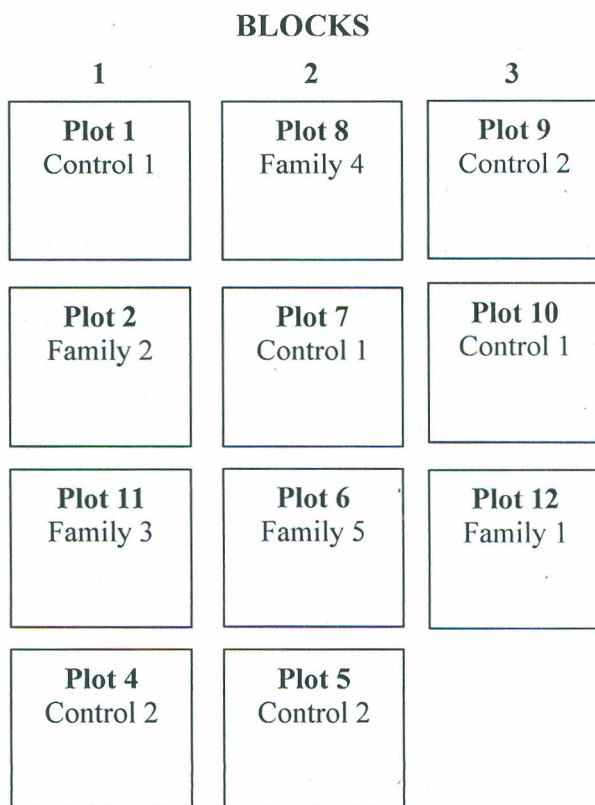 BLOCKS
1 2 3
Plot 1
Control 1
Plot 8
Family 4
Plot 9
Control 2
Plot 2
Family 2
Plot 7
Control 1
Plot 10
Control 1
Plot 11
Family 3
Plot 6
Family 5
Plot 12
Family 1
Plot 4
Control 2
Plot 5
Control 2